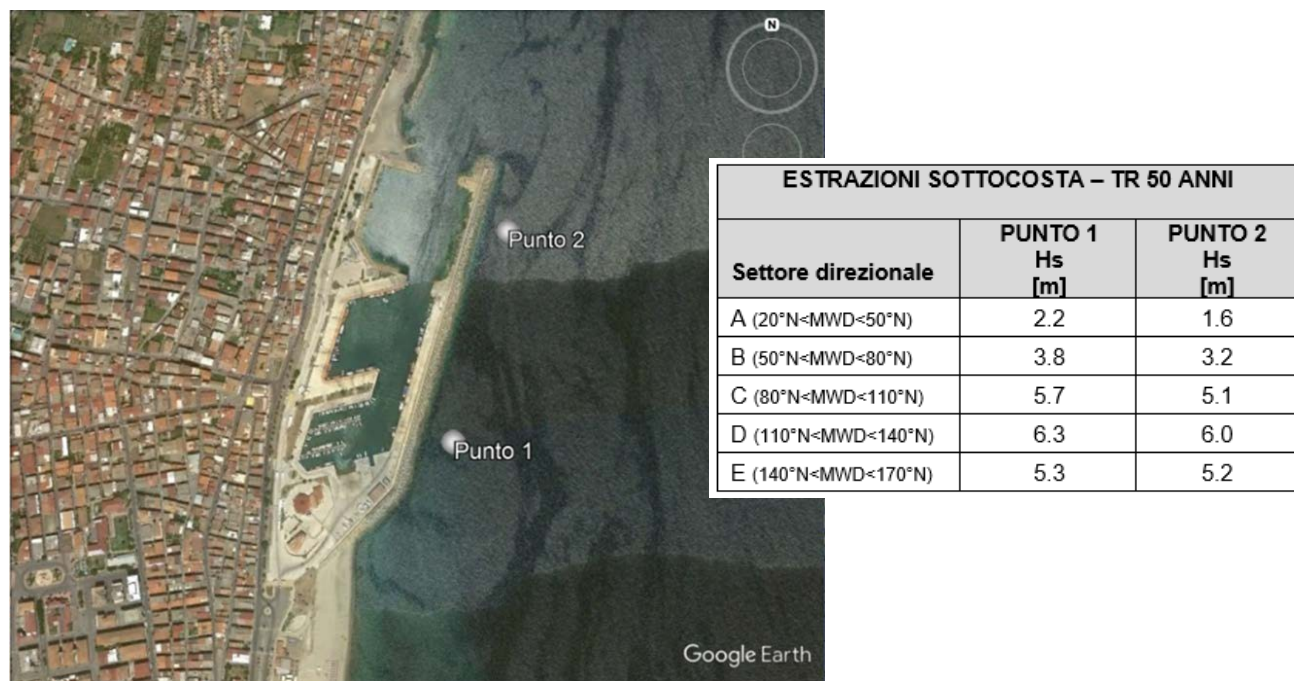 N
Punto 2
Punto 1
Google Earth
ESTRAZIONI SOTTOCOSTA – TR 50 ANNI
Settore direzionale
PUNTO 1
Hs
[m]
PUNTO 2
Hs
[m]
A (20°N<MWD<50°N) 2.2 1.6
B (50°N<MWD<80°N) 3.8 3.2
C (80°N<MWD<110°N) 5.7 5.1
D (110°N<MWD<140°N) 6.3 6.0
E (140°N<MWD<170°N) 5.3 5.2